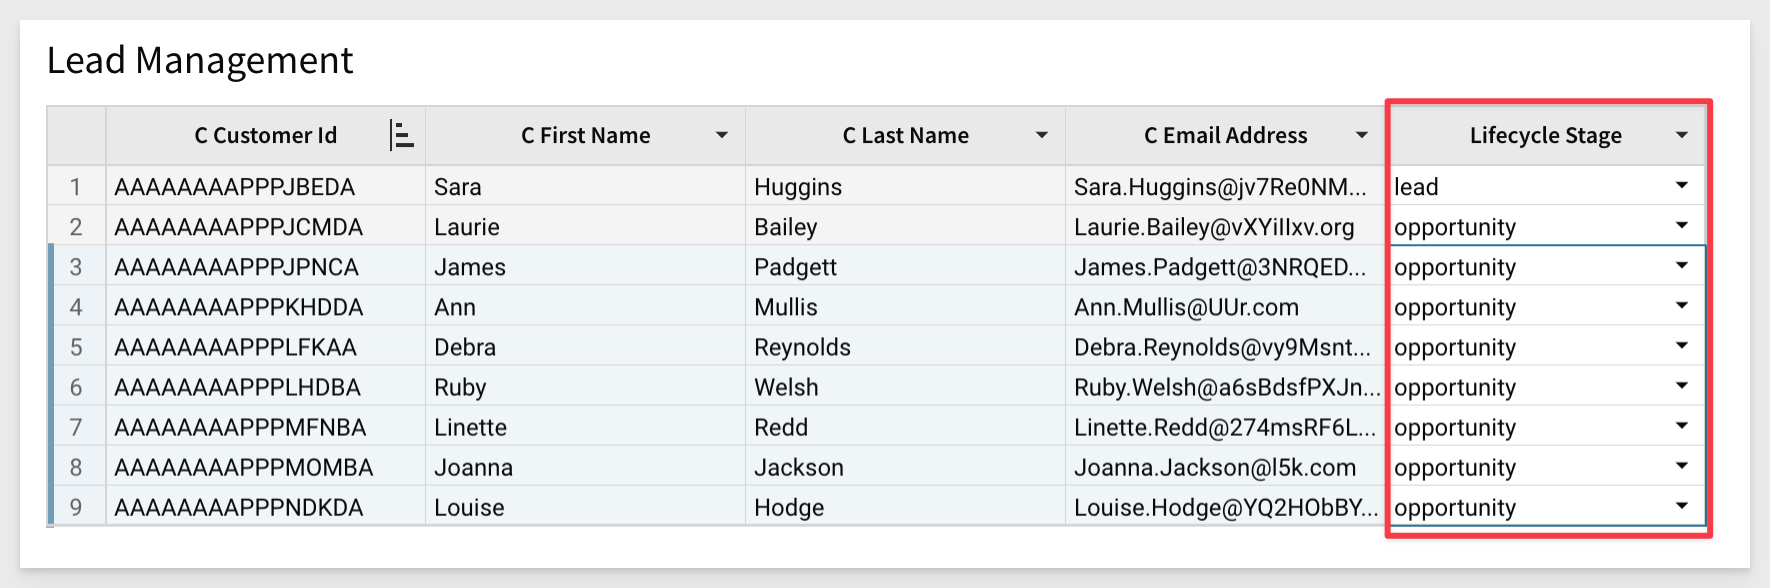 Lead Management
C Customer Id C First Name C Last Name C Email Address Lifecycle Stage
1 AAAAAAAAPPPJBEDA Sara Huggins Sara.Huggins@jv7Re0NM... lead
2 AAAAAAAAPPPJCMDA Laurie Bailey Laurie.Bailey@vXYiIIxv.org opportunity
3 AAAAAAAAPPPJPNCA James Padgett James.Padgett@3NRQED... opportunity
4 AAAAAAAAPPPKHDDA Ann Mullis Ann.Mullis@UUr.com opportunity
5 AAAAAAAAPPPLFKAA Debra Reynolds Debra.Reynolds@vy9Msnt... opportunity
6 AAAAAAAAPPPLHDBA Ruby Welsh Ruby.Welsh@a6sBdsfPXJn... opportunity
7 AAAAAAAAPPPMFNBA Linette Redd Linette.Redd@274msRF6L... opportunity
8 AAAAAAAAPPPMOMBA Joanna Jackson Joanna.Jackson@l5k.com opportunity
9 AAAAAAAAPPPNDKDA Louise Hodge Louise.Hodge@YQ2HObBY... opportunity